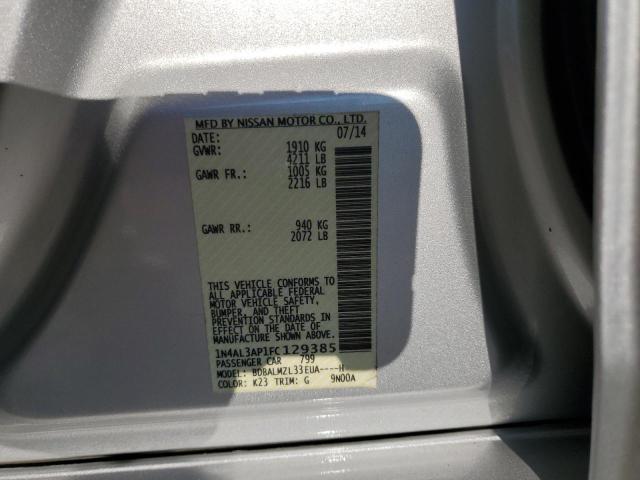 MFD BY NISSAN MOTOR CO., LTD.
DATE: 07/14
GVWR: 1910 KG
4211 LB
GAWR FR.: 1005 KG
2216 LB
GAWR RR.: 940 KG
2072 LB
THIS VEHICLE CONFORMS TO
ALL APPLICABLE FEDERAL
MOTOR VEHICLE SAFETY,
BUMPER, AND THEFT
PREVENTION STANDARDS IN
EFFECT ON THE DATE OF
MANUFACTURE SHOWN ABOVE.
1N4AL3AP1FC129385
PASSENGER CAR 799
MODEL: BDBALMZL33EUA----H
COLOR: K23 TRIM: G 9N00A